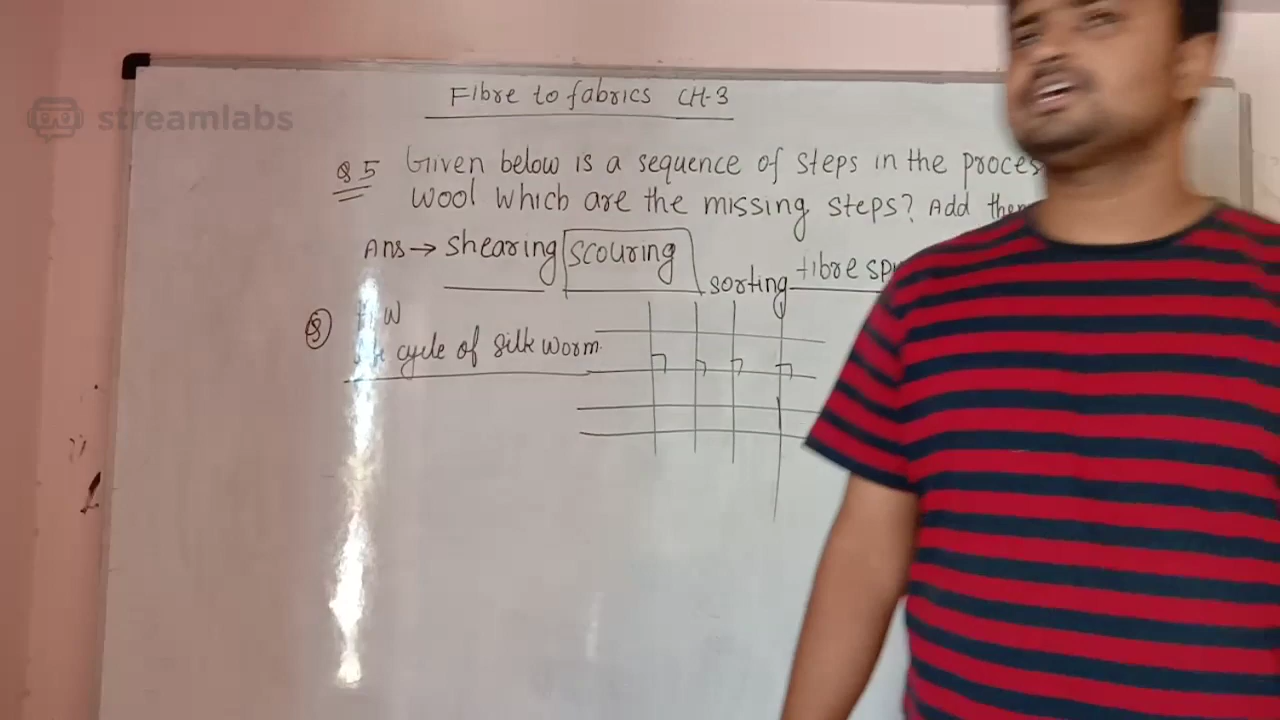 streamlabs
Fibre to fabrics CH-3
Q5 Given below is a sequence of steps in the proces
wool which are the missing steps? Add them
Ans → shearing scouring sorting fibre sp
8 H W
cycle of silk worm